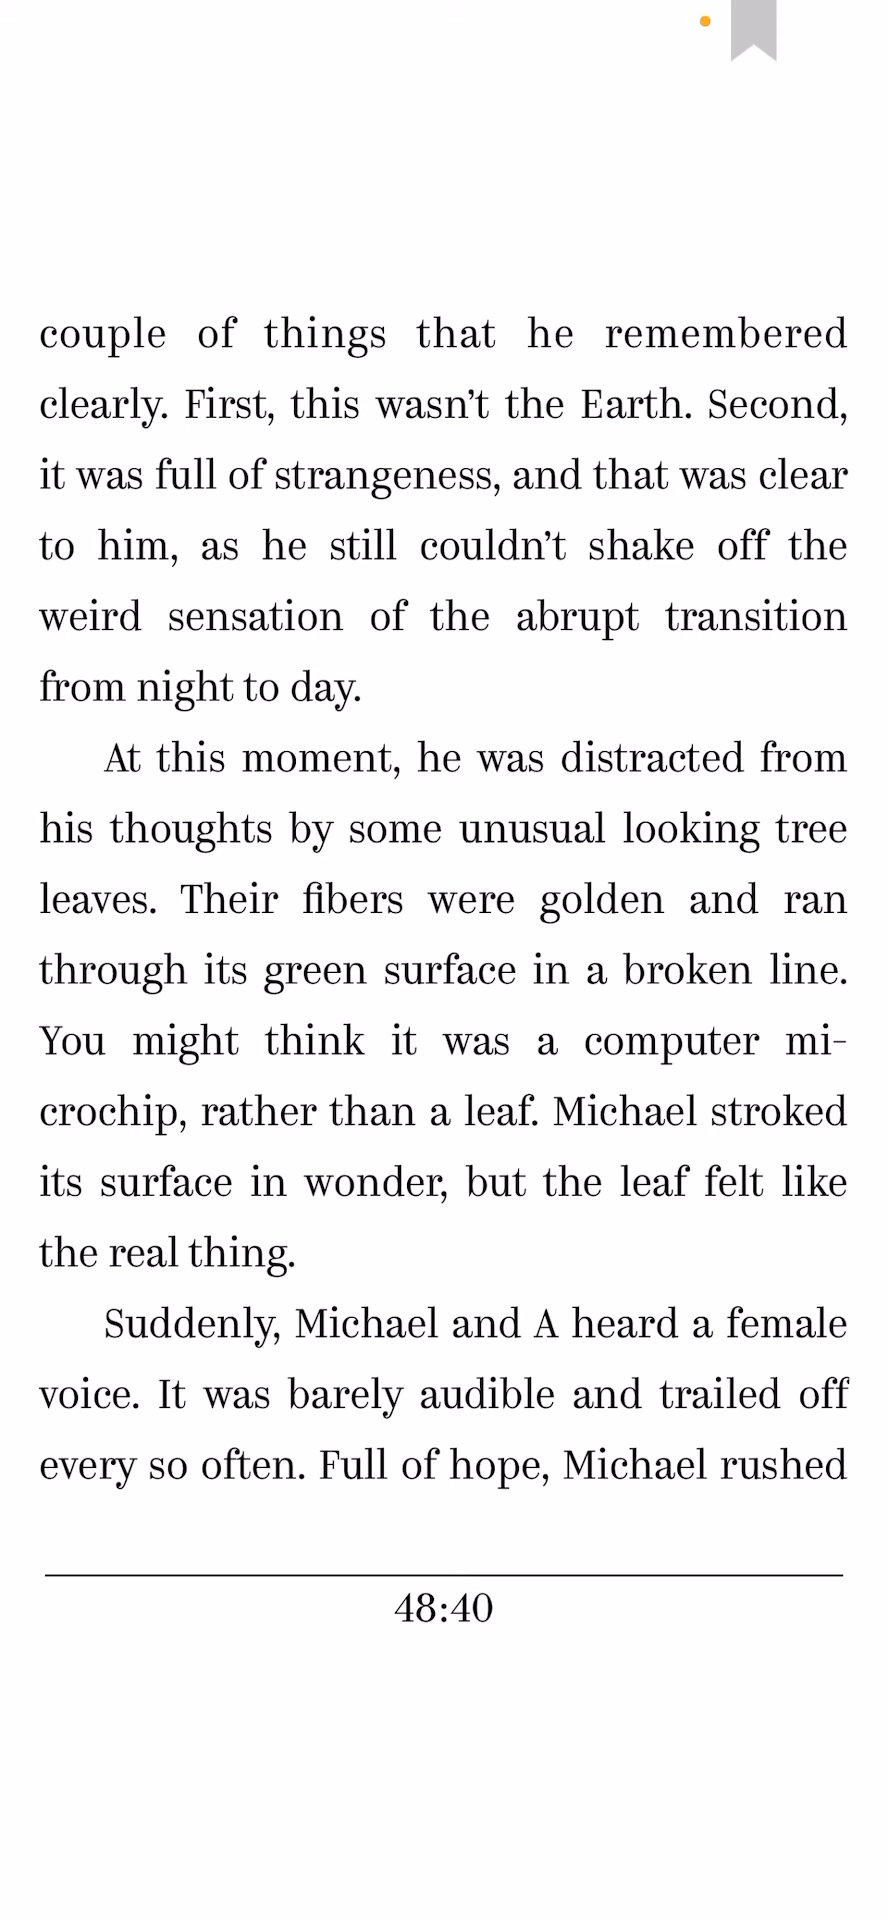 couple of things that he remembered
clearly. First, this wasn’t the Earth. Second,
it was full of strangeness, and that was clear
to him, as he still couldn’t shake off the
weird sensation of the abrupt transition
from night to day.
At this moment, he was distracted from
his thoughts by some unusual looking tree
leaves. Their fibers were golden and ran
through its green surface in a broken line.
You might think it was a computer mi-
crochip, rather than a leaf. Michael stroked
its surface in wonder, but the leaf felt like
the real thing.
Suddenly, Michael and A heard a female
voice. It was barely audible and trailed off
every so often. Full of hope, Michael rushed
48:40